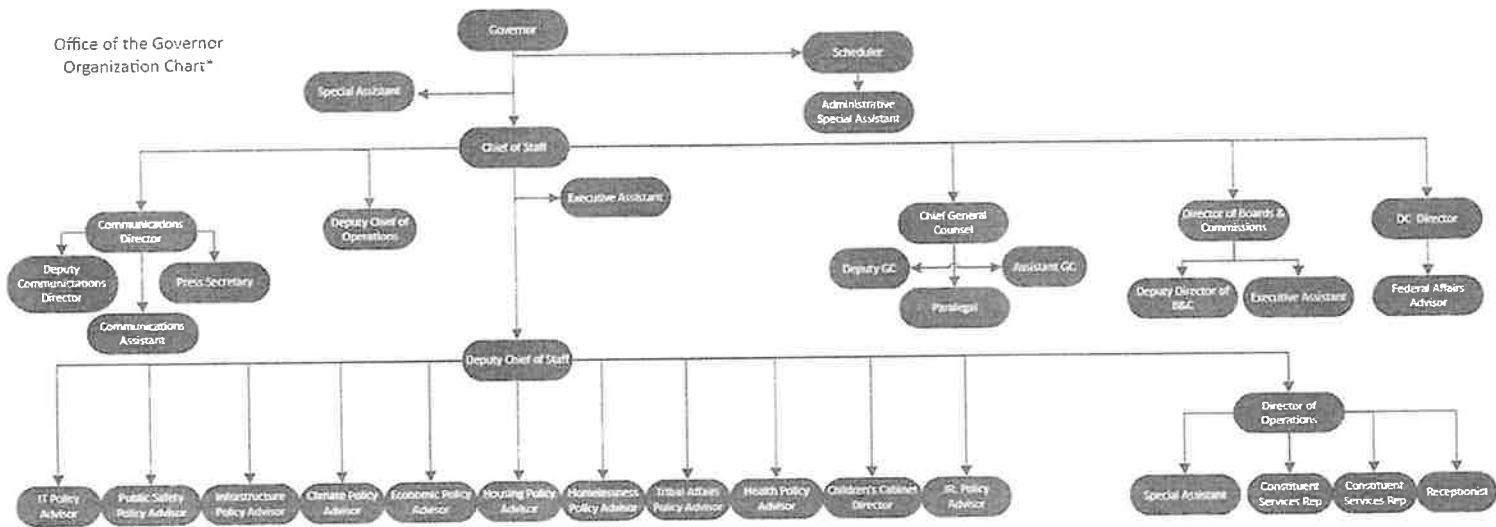 Office of the Governor
Organization Chart*
Governor
Scheduler
Special Assistant
Administrative
Special Assistant
Chief of Staff
Executive Assistant
Communications
Director
Deputy Chief of
Operations
Chief General
Counsel
Director of Boards &
Commissions
DC Director
Deputy
Communications
Director
Press Secretary
Communications
Assistant
Deputy GC
Assistant GC
Paralegal
Deputy Director of
B&C
Executive Assistant
Federal Affairs
Advisor
Deputy Chief of Staff
Director of
Operations
IT Policy
Advisor
Public Safety
Policy Advisor
Infrastructure
Policy Advisor
Climate Policy
Advisor
Economic Policy
Advisor
Housing Policy
Advisor
Homelessness
Policy Advisor
Tribal Affairs
Policy Advisor
Health Policy
Advisor
Children's Cabinet
Director
Policy
Advisor
Special Assistant
Constituent
Services Rep
Constituent
Services Rep
Receptionist